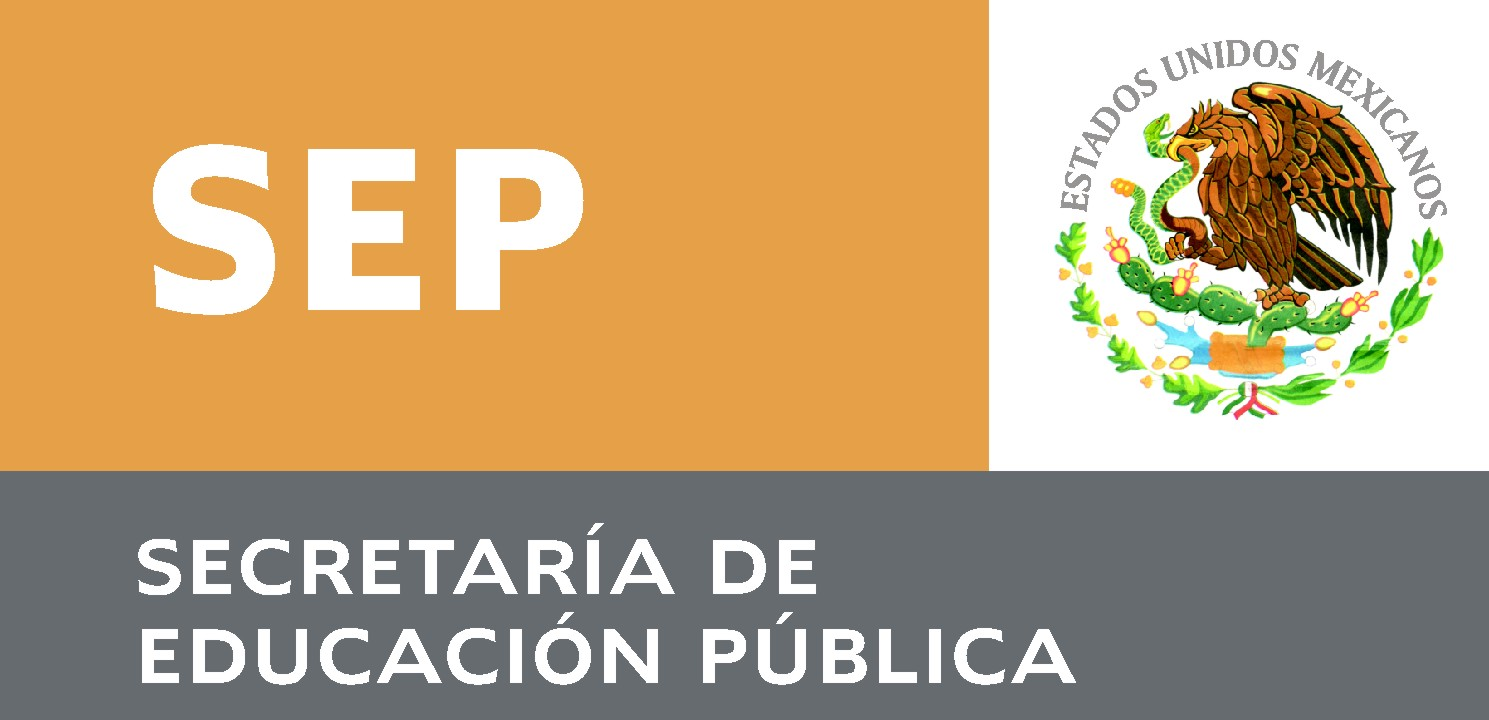 SEP
ESTADOS UNIDOS MEXICANOS
SECRETARÍA DE
EDUCACIÓN PÚBLICA